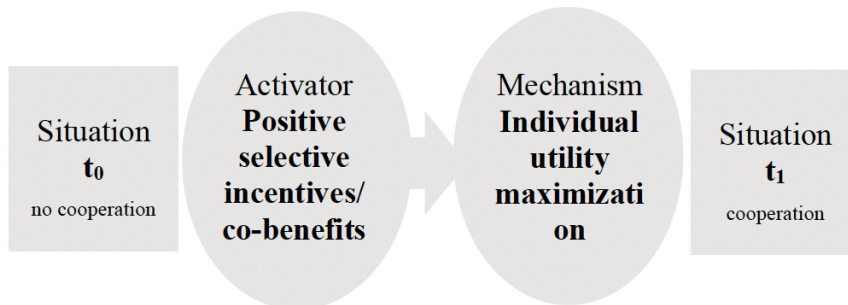 Situation
t₀
no cooperation
Activator
Positive
selective
incentives/
co-benefits
Mechanism
Individual
utility
maximizati
on
Situation
t₁
cooperation